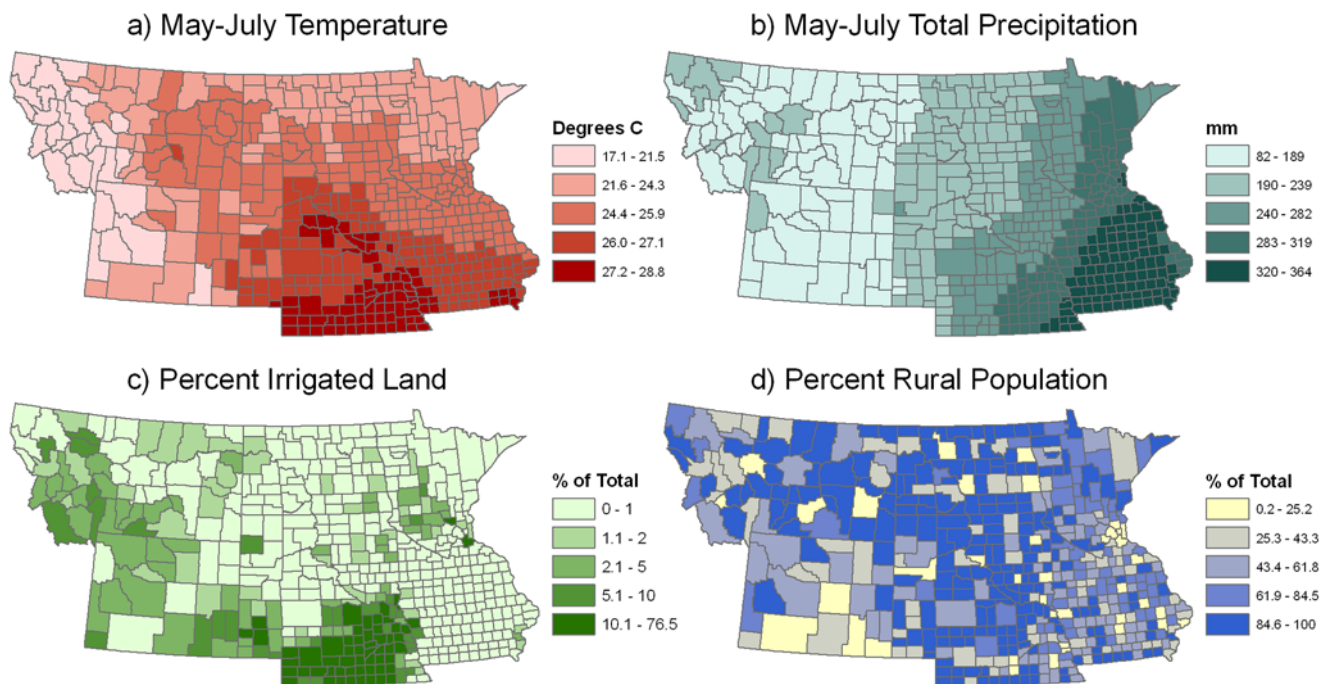 a) May-July Temperature
Degrees C
17.1 - 21.5
21.6 - 24.3
24.4 - 25.9
26.0 - 27.1
27.2 - 28.8
b) May-July Total Precipitation
mm
82 - 189
190 - 239
240 - 282
283 - 319
320 - 364
c) Percent Irrigated Land
% of Total
0 - 1
1.1 - 2
2.1 - 5
5.1 - 10
10.1 - 76.5
d) Percent Rural Population
% of Total
0.2 - 25.2
25.3 - 43.3
43.4 - 61.8
61.9 - 84.5
84.6 - 100